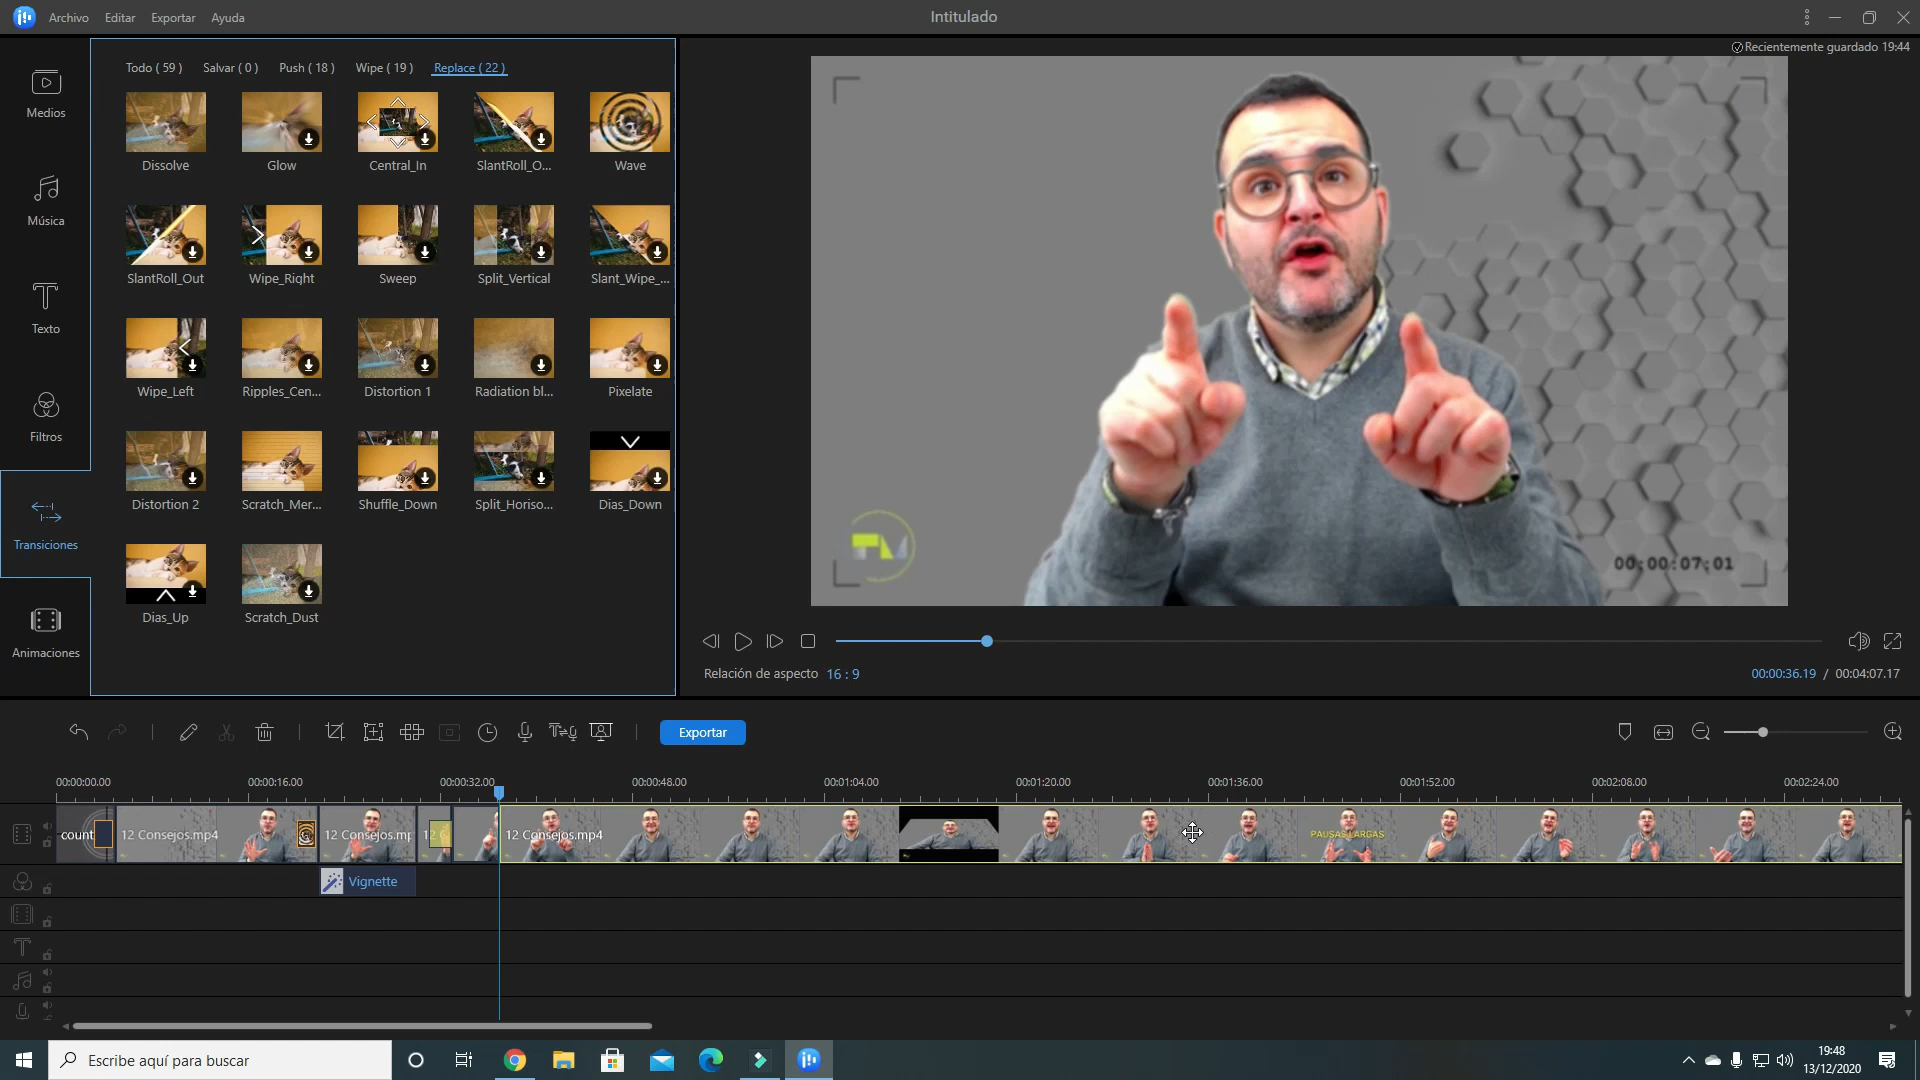 Archivo Editar Exportar Ayuda
Intitulado
Recientemente guardado 19:44
Medios
Música
Texto
Filtros
Transiciones
Animaciones
Todo ( 59 ) Salvar ( 0 ) Push ( 18 ) Wipe ( 19 ) Replace ( 22 )
Dissolve Glow Central_In SlantRoll_O... Wave
SlantRoll_Out Wipe_Right Sweep Split_Vertical Slant_Wipe_...
Wipe_Left Ripples_Cen... Distortion 1 Radiation bl... Pixelate
Distortion 2 Scratch_Mer... Shuffle_Down Split_Horiso... Dias_Down
Dias_Up Scratch_Dust
00:00:07:01
Relación de aspecto 16 : 9
00:00:36.19 / 00:04:07.17
Exportar
00:00:00.00 00:00:16.00 00:00:32.00 00:00:48.00 00:01:04.00 00:01:20.00 00:01:36.00 00:01:52.00 00:02:08.00 00:02:24.00
count 12 Consejos.mp4 12 Consejos.mp 12 12 Consejos.mp4 PAUSAS LARGAS
Vignette
Escribe aquí para buscar
19:48
13/12/2020